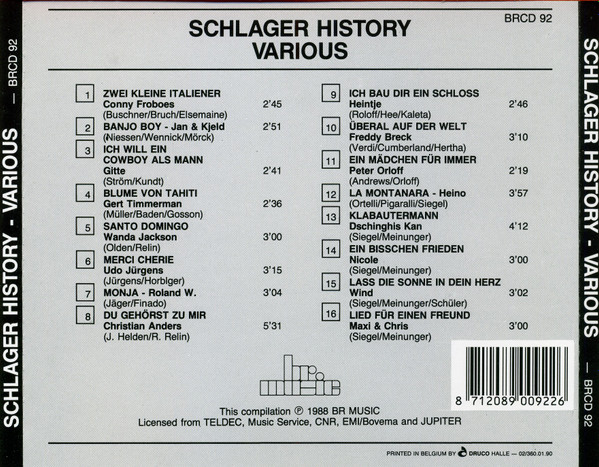 SCHLAGER HISTORY - VARIOUS — BRCD 92
SCHLAGER HISTORY
VARIOUS
BRCD 92
1 ZWEI KLEINE ITALIENER
Conny Froboes 2'45
(Buschner/Bruch/Elsemaine)
2 BANJO BOY - Jan & Kjeld 2'51
(Niessen/Wennick/Mörck)
3 ICH WILL EIN
COWBOY ALS MANN
Gitte 2'41
(Ström/Kundt)
4 BLUME VON TAHITI
Gert Timmerman 2'36
(Müller/Baden/Gosson)
5 SANTO DOMINGO
Wanda Jackson 3'00
(Olden/Relin)
6 MERCI CHERIE
Udo Jürgens 3'15
(Jürgens/Horblger)
7 MONJA - Roland W. 3'04
(Jäger/Finado)
8 DU GEHÖRST ZU MIR
Christian Anders 5'31
(J. Helden/R. Relin)
9 ICH BAU DIR EIN SCHLOSS
Heintje 2'46
(Roloff/Hee/Kaleta)
10 ÜBERAL AUF DER WELT
Freddy Breck 3'10
(Verdi/Cumberland/Hertha)
11 EIN MÄDCHEN FÜR IMMER
Peter Orloff 2'19
(Andrews/Orloff)
12 LA MONTANARA - Heino 3'57
(Ortelli/Pigaralli/Siegel)
13 KLABAUTERMANN
Dschinghis Kan 4'12
(Siegel/Meinunger)
14 EIN BISSCHEN FRIEDEN
Nicole 3'00
(Siegel/Meinunger)
15 LASS DIE SONNE IN DEIN HERZ
Wind 3'02
(Siegel/Meinunger/Schüler)
16 LIED FÜR EINEN FREUND
Maxi & Chris 3'00
(Siegel/Meinunger)
br music
8 712089 009226
This compilation ℗ 1988 BR MUSIC
Licensed from TELDEC, Music Service, CNR, EMI/Bovema and JUPITER
PRINTED IN BELGIUM BY DRUCO HALLE — 02/360.01.90
SCHLAGER HISTORY - VARIOUS — BRCD 92